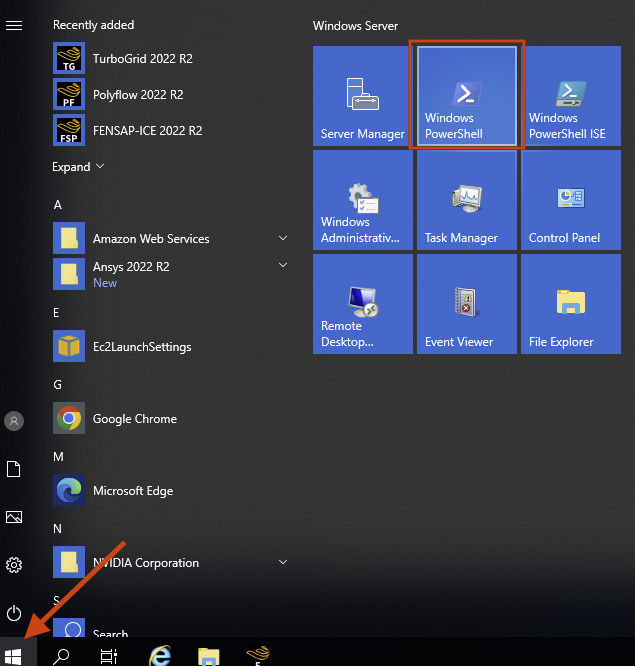 Recently added
TG
TurboGrid 2022 R2
PF
Polyflow 2022 R2
FSP
FENSAP-ICE 2022 R2
Expand
A
Amazon Web Services
Ansys 2022 R2
New
E
Ec2LaunchSettings
G
Google Chrome
M
Microsoft Edge
N
NVIDIA Corporation
S
Search
Windows Server
Server Manager
Windows
PowerShell
Windows
PowerShell ISE
Windows
Administrativ...
Task Manager
Control Panel
Remote
Desktop...
Event Viewer
File Explorer